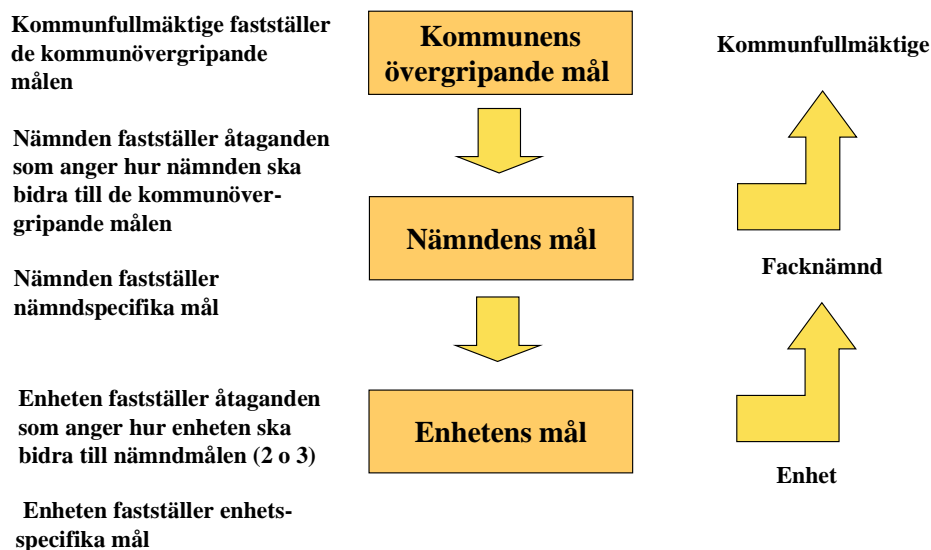 Kommunfullmäktige fastställer
de kommunövergripande
målen
Nämnden fastställer åtaganden
som anger hur nämnden ska
bidra till de kommunöver-
gripande målen
Nämnden fastställer
nämndspecifika mål
Enheten fastställer åtaganden
som anger hur enheten ska
bidra till nämndmålen (2 o 3)
Enheten fastställer enhets-
specifika mål
Kommunens
övergripande mål
Nämndens mål
Enhetens mål
Kommunfullmäktige
Facknämnd
Enhet